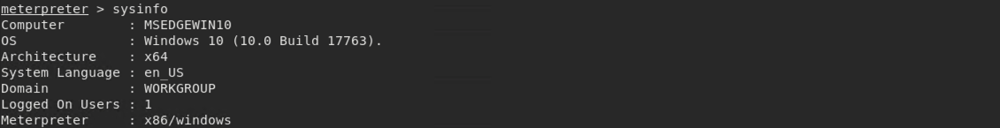 meterpreter > sysinfo
Computer        : MSEDGEWIN10
OS              : Windows 10 (10.0 Build 17763).
Architecture    : x64
System Language : en_US
Domain          : WORKGROUP
Logged On Users : 1
Meterpreter     : x86/windows